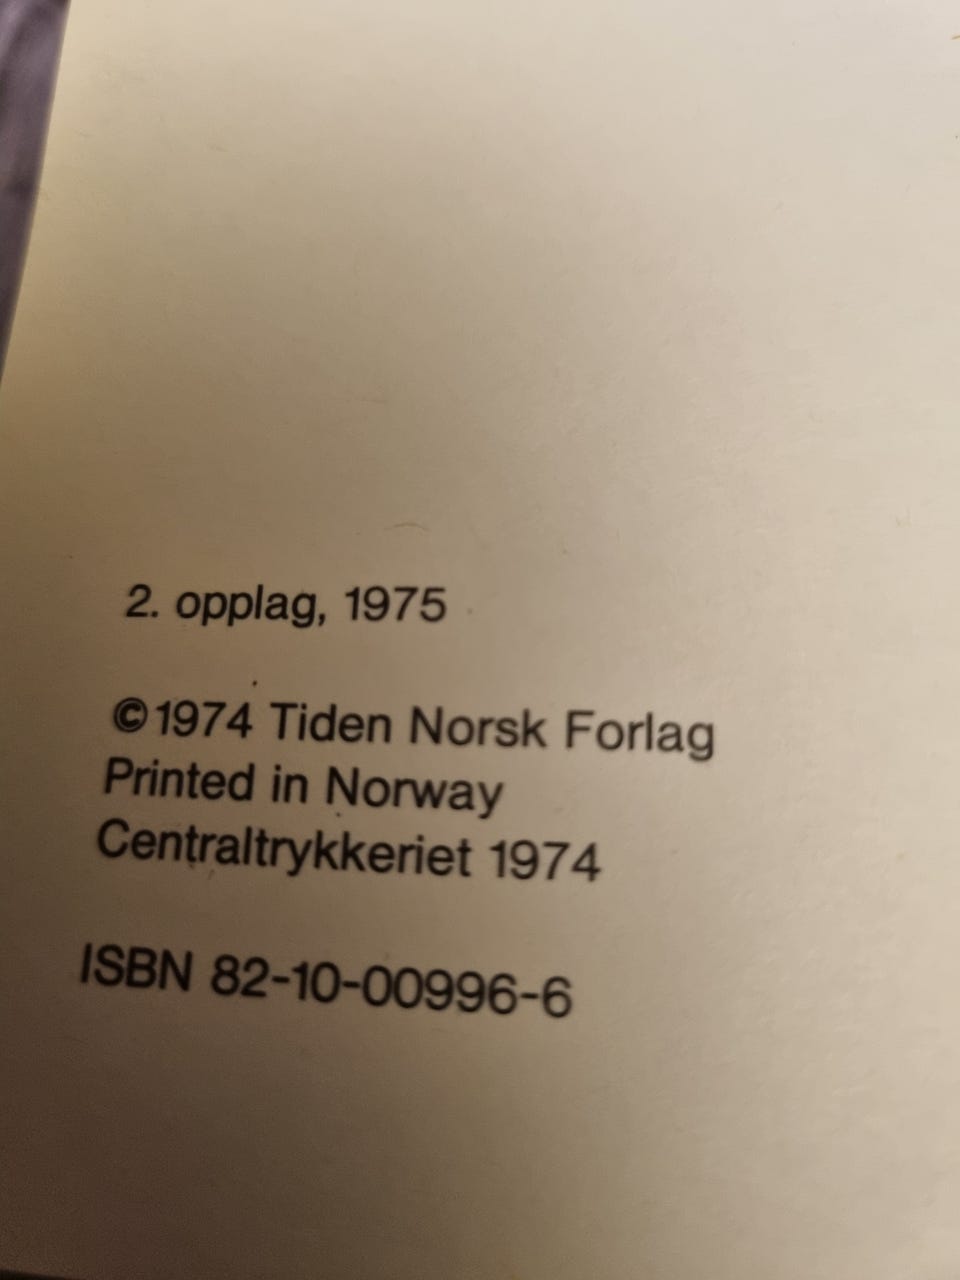 2. opplag, 1975
©1974 Tiden Norsk Forlag
Printed in Norway
Centraltrykkeriet 1974
ISBN 82-10-00996-6